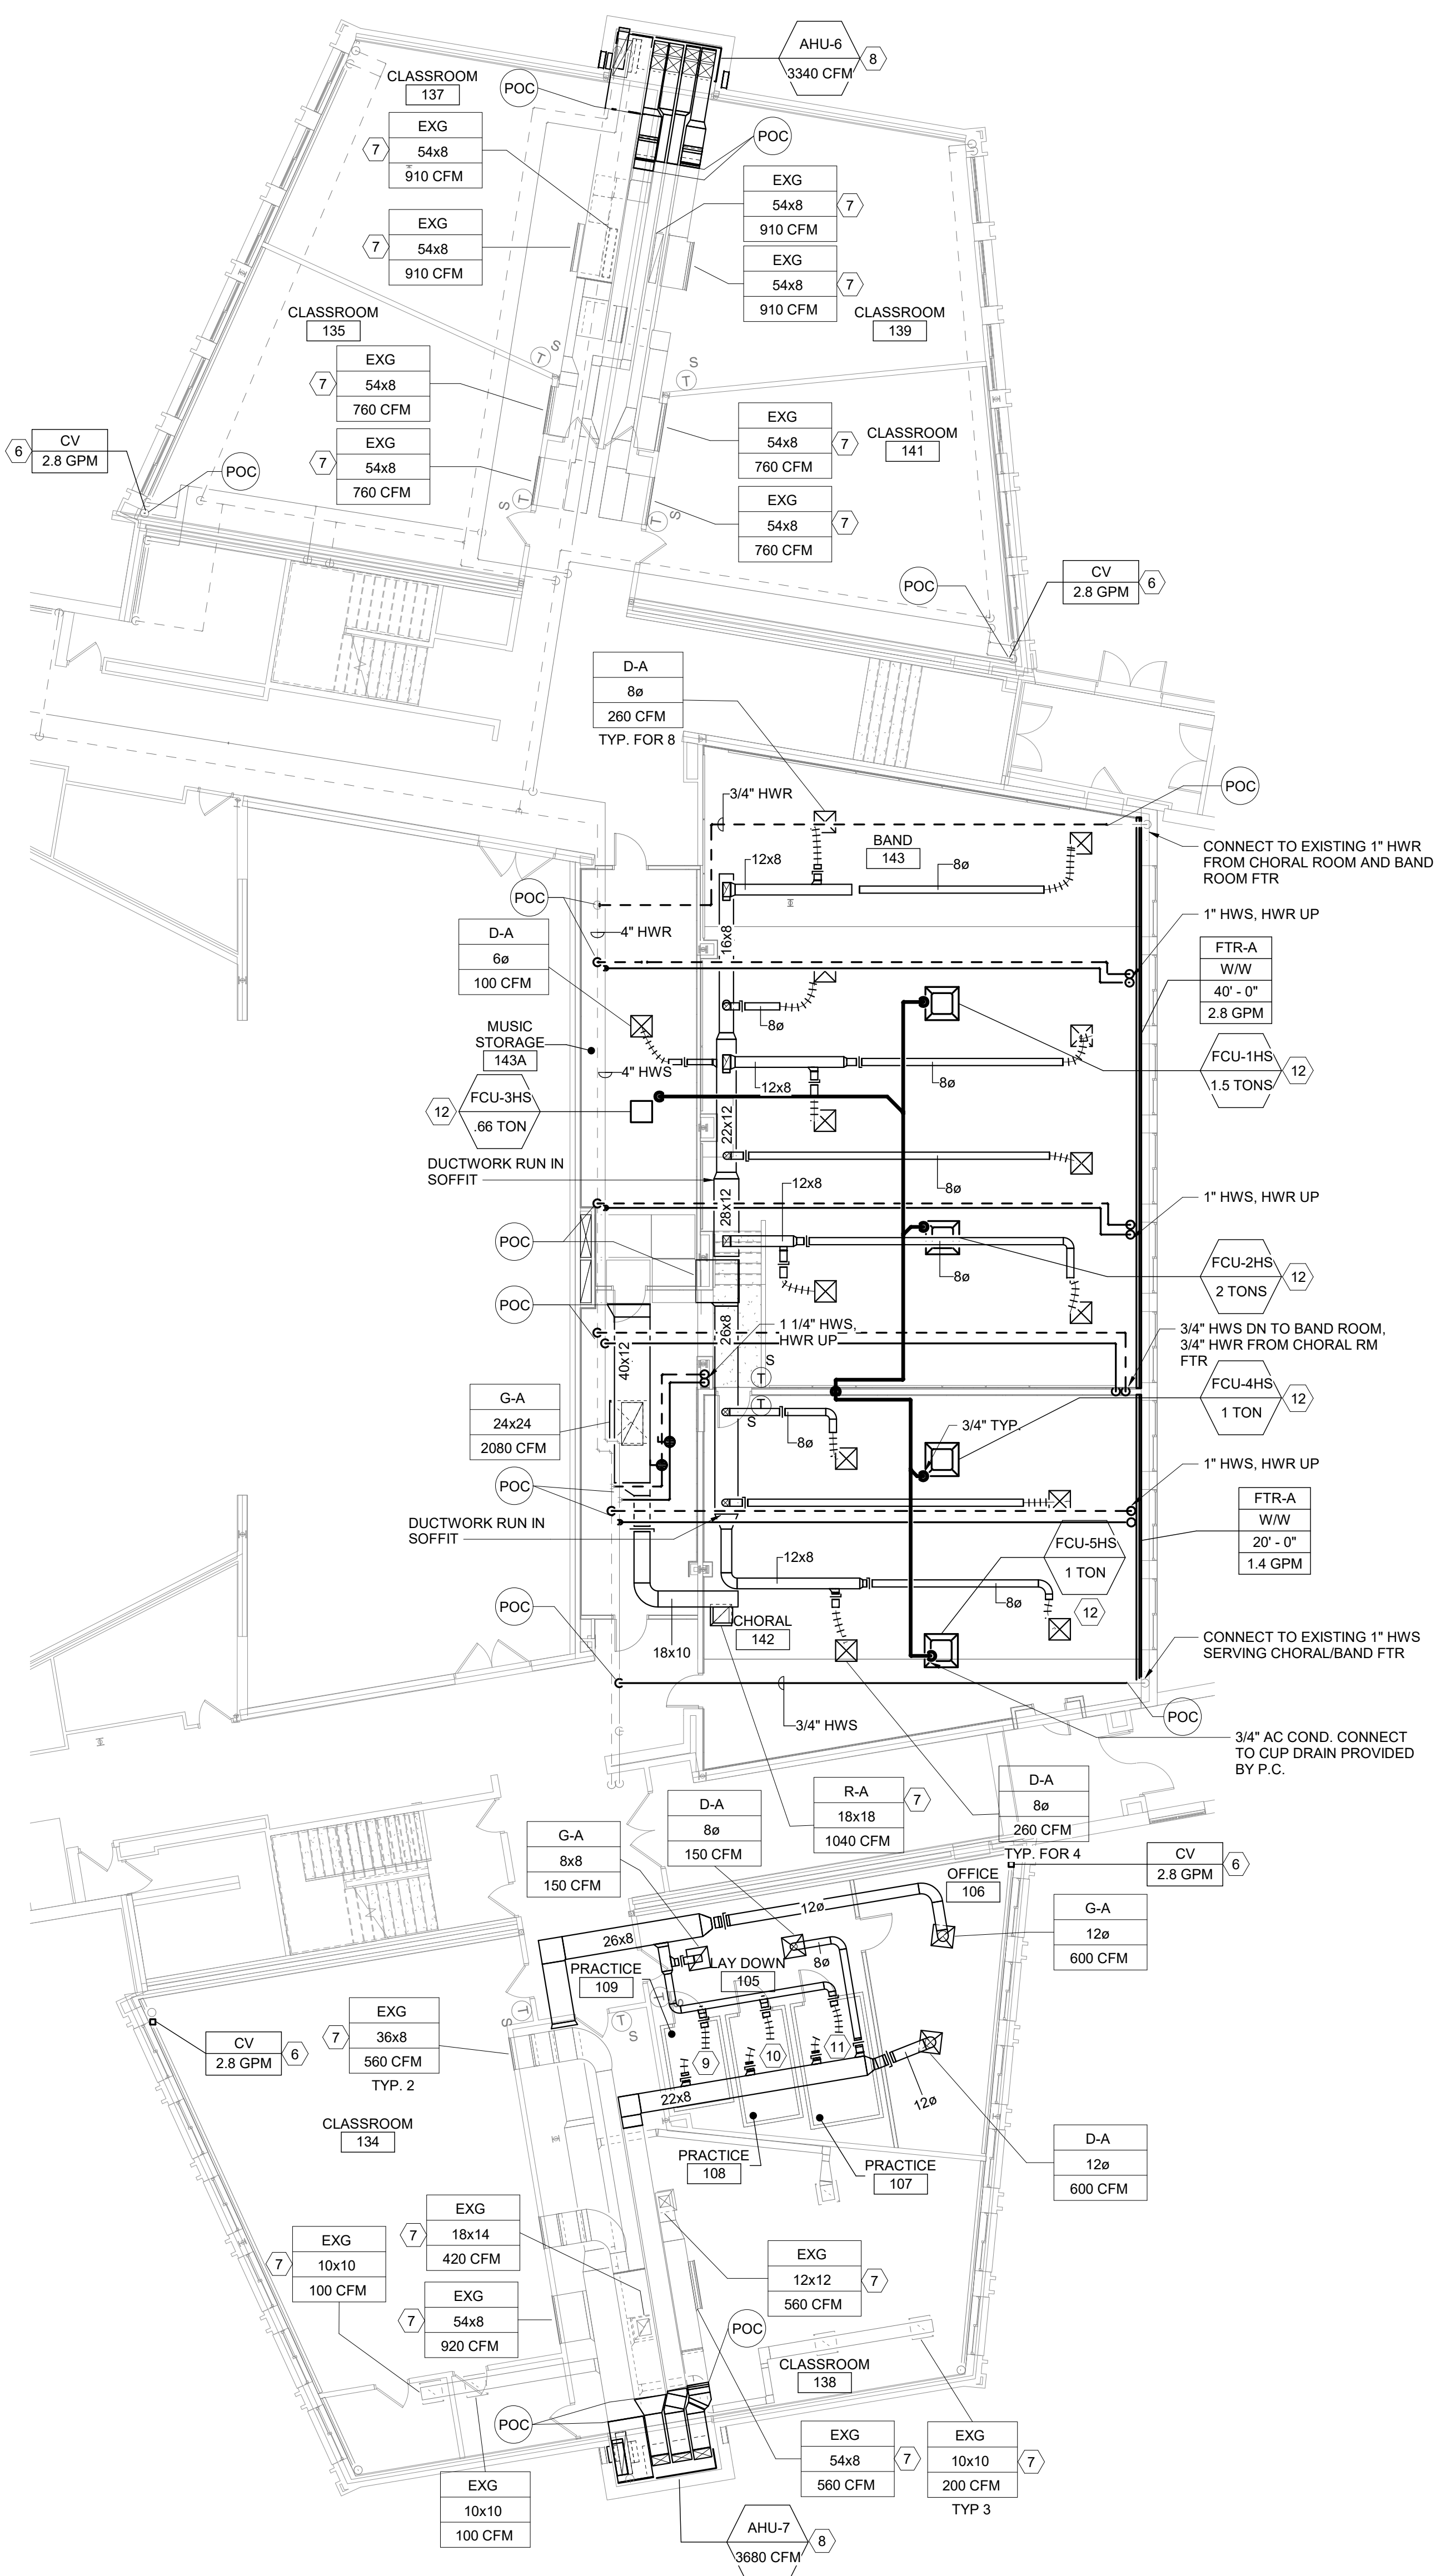 AHU-6
3340 CFM
8
CLASSROOM
137
POC
POC
EXG
54x8
910 CFM
7
EXG
54x8
910 CFM
7
EXG
54x8
910 CFM
7
EXG
54x8
910 CFM
7
CLASSROOM
135
CLASSROOM
139
S
T
S
T
EXG
54x8
760 CFM
7
EXG
54x8
760 CFM
7
EXG
54x8
760 CFM
7
EXG
54x8
760 CFM
7
CLASSROOM
141
6
CV
2.8 GPM
POC
S
T
T
S
POC
CV
2.8 GPM
6
D-A
8ø
260 CFM
TYP. FOR 8
POC
3/4" HWR
BAND
143
CONNECT TO EXISTING 1" HWR
FROM CHORAL ROOM AND BAND
ROOM FTR
12x8
8ø
POC
1" HWS, HWR UP
D-A
6ø
100 CFM
4" HWR
16x8
FTR-A
W/W
40' - 0"
2.8 GPM
8ø
MUSIC
STORAGE
143A
4" HWS
12x8
8ø
FCU-1HS
1.5 TONS
12
12
FCU-3HS
.66 TON
22x12
DUCTWORK RUN IN
SOFFIT
12x8
8ø
28x12
1" HWS, HWR UP
POC
8ø
FCU-2HS
2 TONS
12
POC
26x8
1 1/4" HWS,
HWR UP
40x12
3/4" HWS DN TO BAND ROOM,
3/4" HWR FROM CHORAL RM
FTR
S
T
T
S
FCU-4HS
1 TON
12
G-A
24x24
2080 CFM
8ø
3/4" TYP.
POC
1" HWS, HWR UP
FTR-A
W/W
20' - 0"
1.4 GPM
DUCTWORK RUN IN
SOFFIT
FCU-5HS
1 TON
12
12x8
8ø
POC
CHORAL
142
18x10
CONNECT TO EXISTING 1" HWS
SERVING CHORAL/BAND FTR
3/4" HWS
POC
3/4" AC COND. CONNECT
TO CUP DRAIN PROVIDED
BY P.C.
D-A
8ø
150 CFM
R-A
18x18
1040 CFM
7
D-A
8ø
260 CFM
TYP. FOR 4
G-A
8x8
150 CFM
CV
2.8 GPM
6
OFFICE
106
12ø
G-A
12ø
600 CFM
26x8
PRACTICE
109
LAY DOWN
105
8ø
T
S
T
S
T
S
EXG
36x8
560 CFM
TYP. 2
7
CV
2.8 GPM
6
9
10
11
22x8
12ø
CLASSROOM
134
PRACTICE
108
PRACTICE
107
D-A
12ø
600 CFM
EXG
18x14
420 CFM
7
EXG
10x10
100 CFM
7
EXG
12x12
560 CFM
7
EXG
54x8
920 CFM
7
POC
CLASSROOM
138
POC
EXG
54x8
560 CFM
7
EXG
10x10
200 CFM
7
TYP 3
EXG
10x10
100 CFM
AHU-7
3680 CFM
8